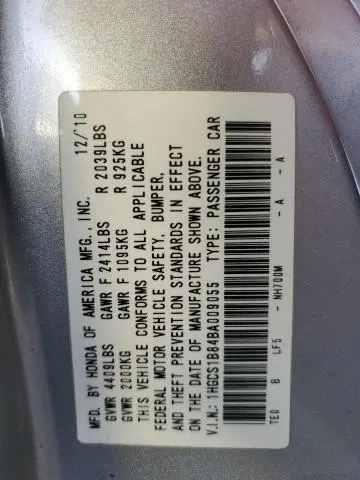 MFD. BY HONDA OF AMERICA MFG.,INC. 12/'10
GVWR 4409LBS GAWR F 2414LBS R 2039LBS
GVWR 2000KG GAWR F 1095KG R 925KG
THIS VEHICLE CONFORMS TO ALL APPLICABLE
FEDERAL MOTOR VEHICLE SAFETY, BUMPER,
AND THEFT PREVENTION STANDARDS IN EFFECT
ON THE DATE OF MANUFACTURE SHOWN ABOVE.
V.I.N.: 1HGCS1B84BA009055 TYPE: PASSENGER CAR
TE0 B LF5 - NH700M - A - A